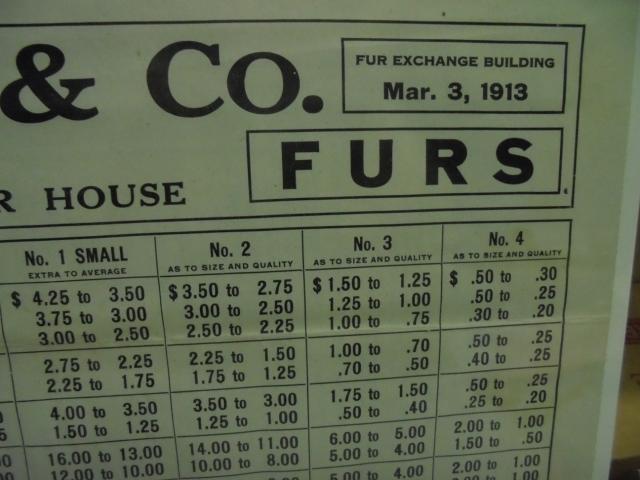 & Co.
FUR EXCHANGE BUILDING
Mar. 3, 1913
HOUSE
FURS
No. 1 SMALL No. 2 No. 3 No. 4
EXTRA TO AVERAGE AS TO SIZE AND QUALITY AS TO SIZE AND QUALITY AS TO SIZE AND QUALITY
$ 4.25 to 3.50 $3.50 to 2.75 $1.50 to 1.25 $ .50 to .30
3.75 to 3.00 3.00 to 2.50 1.25 to 1.00 .50 to .25
3.00 to 2.50 2.50 to 2.25 1.00 to .75 .30 to .20
2.75 to 2.25 2.25 to 1.50 1.00 to .70 .50 to .25
2.25 to 1.75 1.75 to 1.25 .70 to .50 .40 to .25
4.00 to 3.50 3.50 to 3.00 1.75 to 1.50 .50 to .25
1.50 to 1.25 1.25 to 1.00 .50 to .40 .25 to .20
16.00 to 13.00 14.00 to 11.00 6.00 to 5.00 2.00 to 1.00
12.00 to 10.00 10.00 to 8.00 5.00 to 4.00 1.50 to .50
5.00 to 4.00 2.00 to 1.00